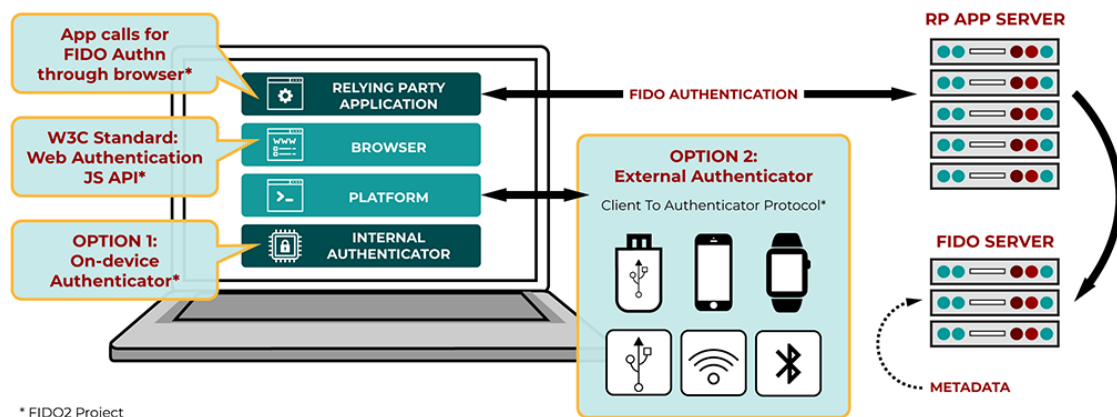 App calls for
FIDO Authn
through browser*
W3C Standard:
Web Authentication
JS API*
OPTION 1:
On-device
Authenticator*
RELYING PARTY
APPLICATION
WWW
BROWSER
PLATFORM
INTERNAL
AUTHENTICATOR
FIDO AUTHENTICATION
OPTION 2:
External Authenticator
Client To Authenticator Protocol*
RP APP SERVER
FIDO SERVER
METADATA
* FIDO2 Project